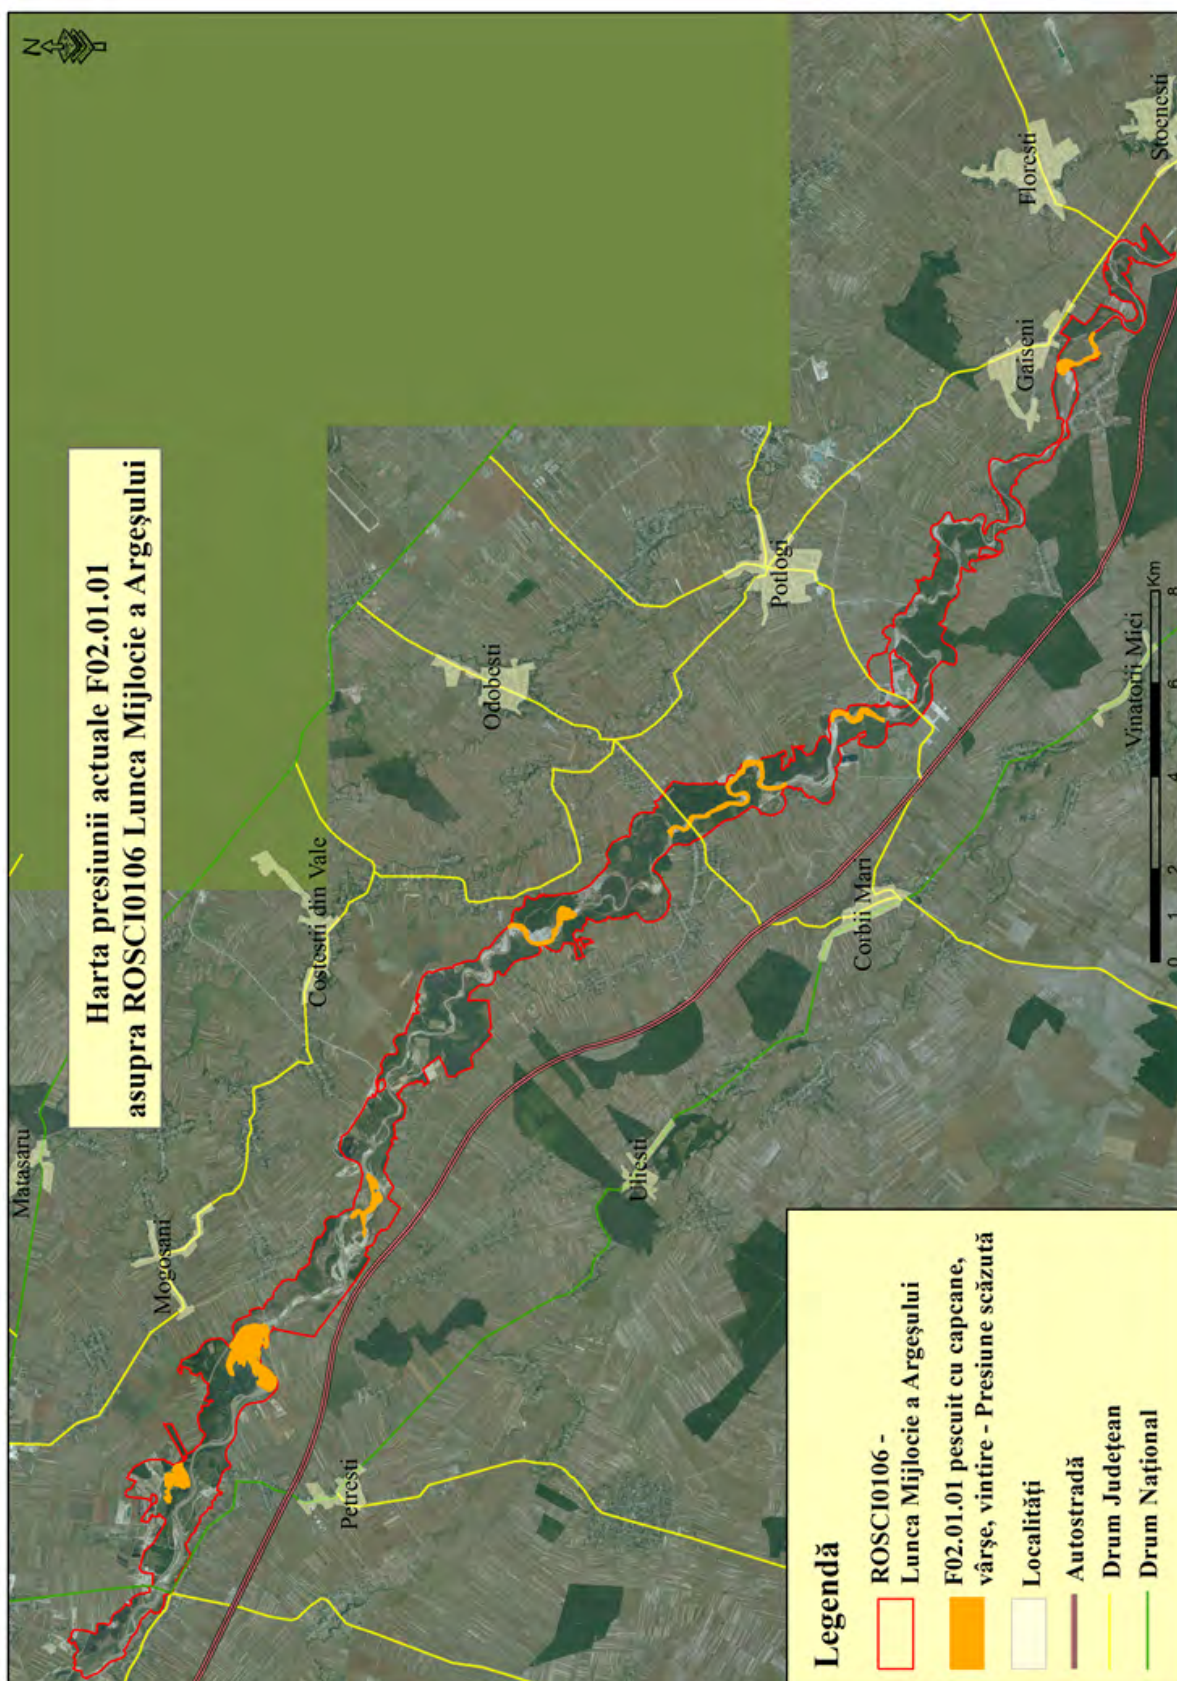 N
Harta presiunii actuale F02.01.01
asupra ROSCI0106 Lunca Mijlocie a Argeşului
Matasaru
Mogosani
Costestii din Vale
Odobesti
Potlogi
Floresti
Stoenesti
Gaiseni
Petresti
Uliesti
Corbii Mari
Vinatorii Mici
0 1 2 4 6 8
Km
Legendă
ROSCI0106 -
Lunca Mijlocie a Argeşului
F02.01.01 pescuit cu capcane,
vârşe, vintire - Presiune scăzută
Localităţi
Autostradă
Drum Judeţean
Drum Naţional